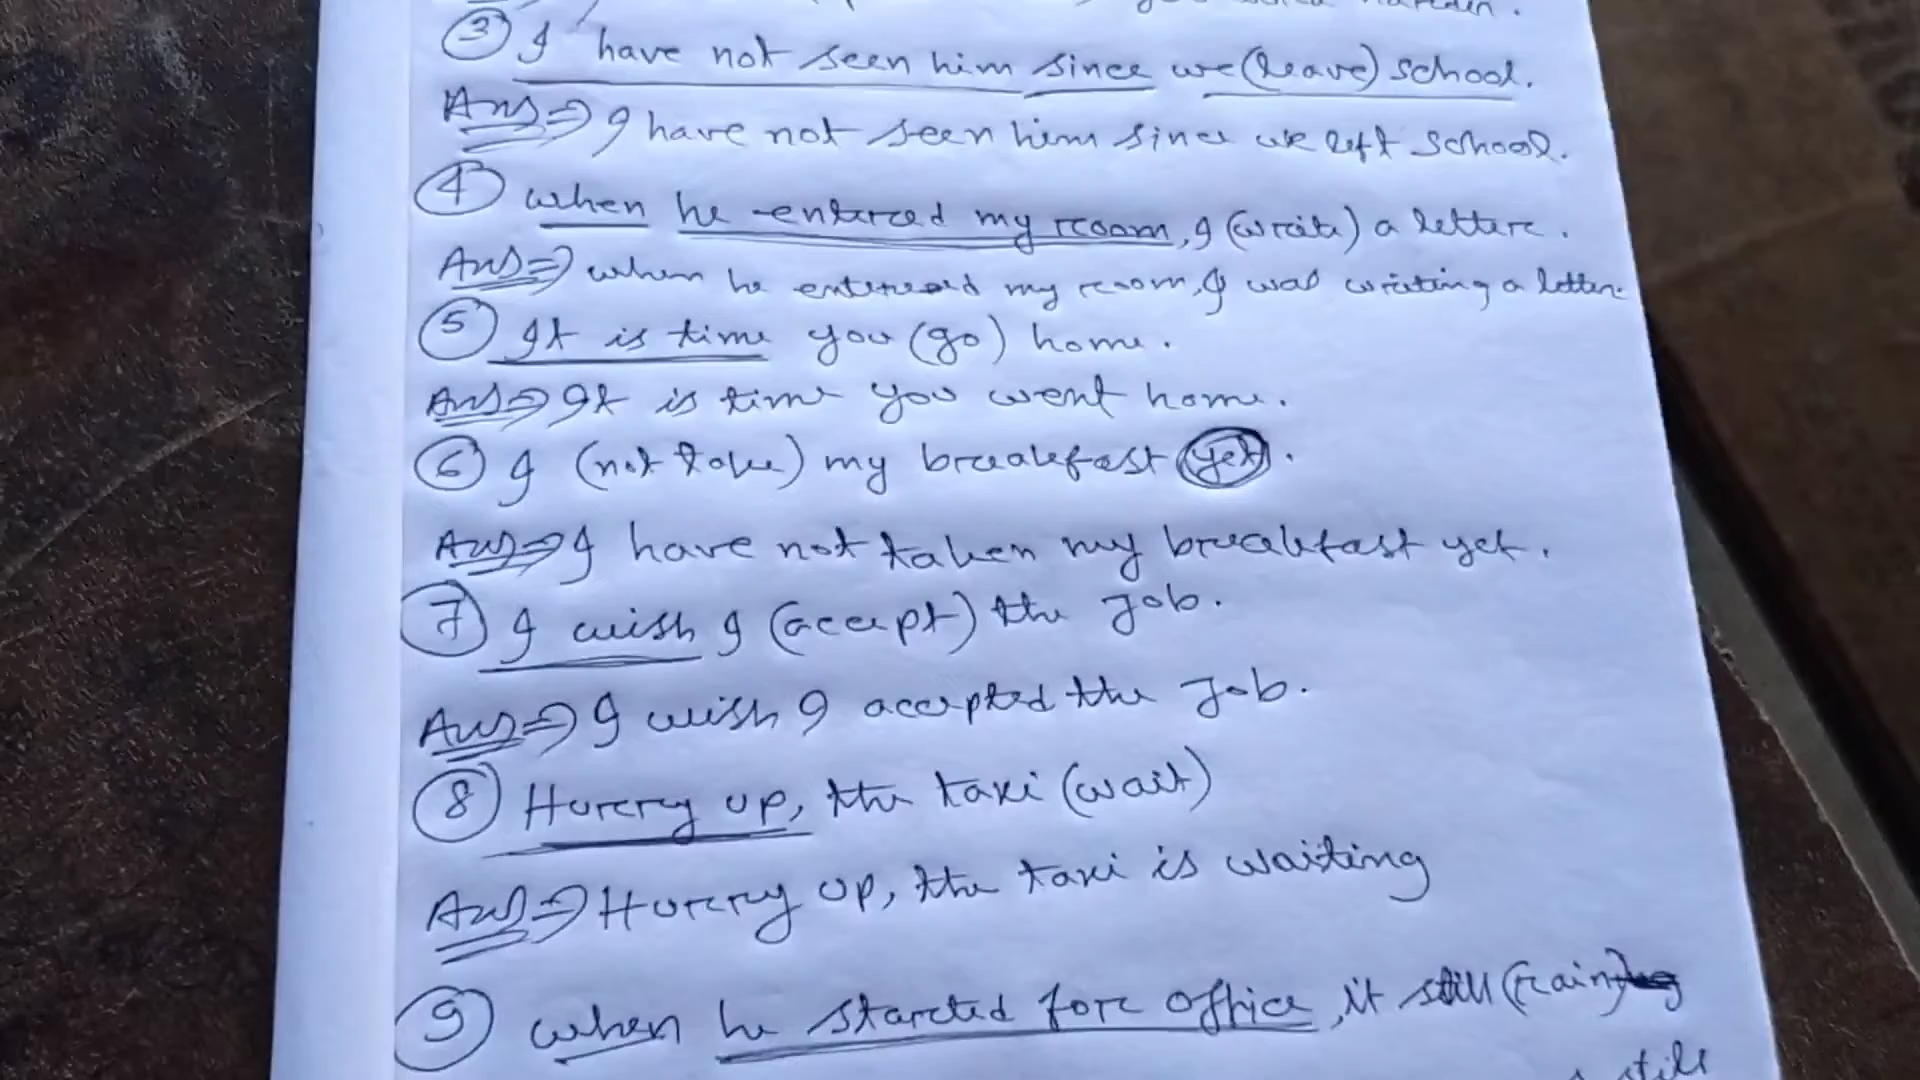 harder.
③ I have not seen him since we (leave) school.
Ans⇒ I have not seen him since we left school.
④ when he entered my room, I (write) a letter.
Ans⇒ when he entered my room, I was writing a letter.
⑤ It is time you (go) home.
Ans⇒ It is time you went home.
⑥ I (not take) my breakfast yet.
Ans⇒ I have not taken my breakfast yet.
⑦ I wish I (accept) the job.
Ans⇒ I wish I accepted the job.
⑧ Hurry up, the taxi (wait)
Ans⇒ Hurry up, the taxi is waiting
⑨ when he started for office, it still (rain)
still